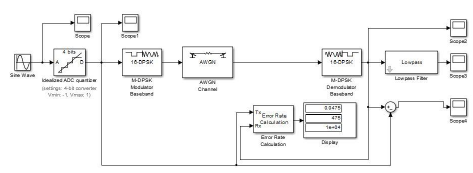 Scope
Scope1
Scope2
4-bits
A
D
16-DPSK
AWGN
16-DPSK
Lowpass
Sine Wave
Idealized ADC quantizer
(settings: 4-bit converter
Vmin: -1, Vmax: 1)
M-DPSK
Modulator
Baseband
AWGN
Channel
M-DPSK
Demodulator
Baseband
Lowpass Filter
Scope3
Tx
Rx
Error Rate
Calculation
0.0475
475
1e+04
Error Rate
Calculation
Display
Scope4